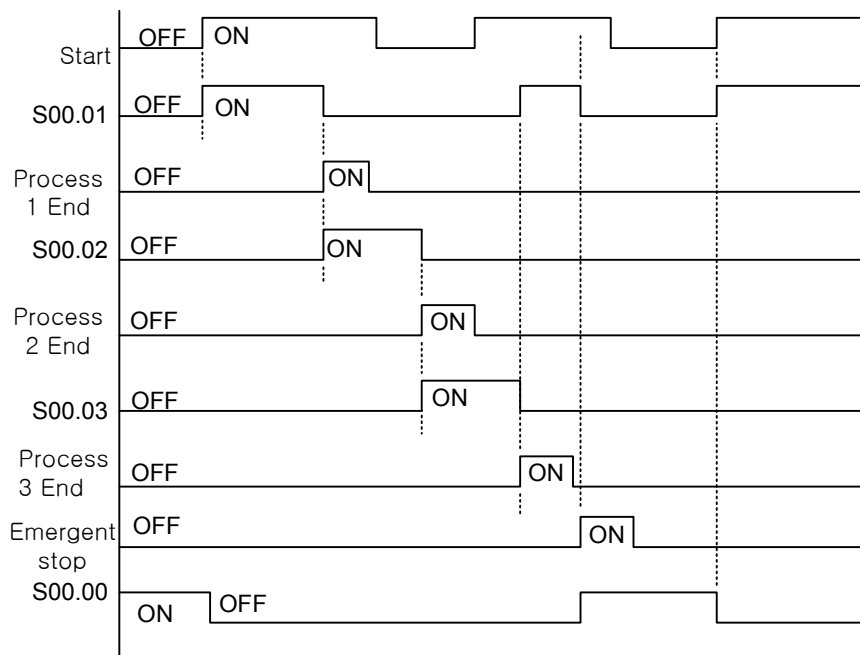 Start OFF ON
S00.01 OFF ON
Process
1 End
OFF ON
S00.02 OFF ON
Process
2 End
OFF ON
S00.03 OFF ON
Process
3 End
OFF ON
Emergent
stop
OFF ON
S00.00
ON OFF